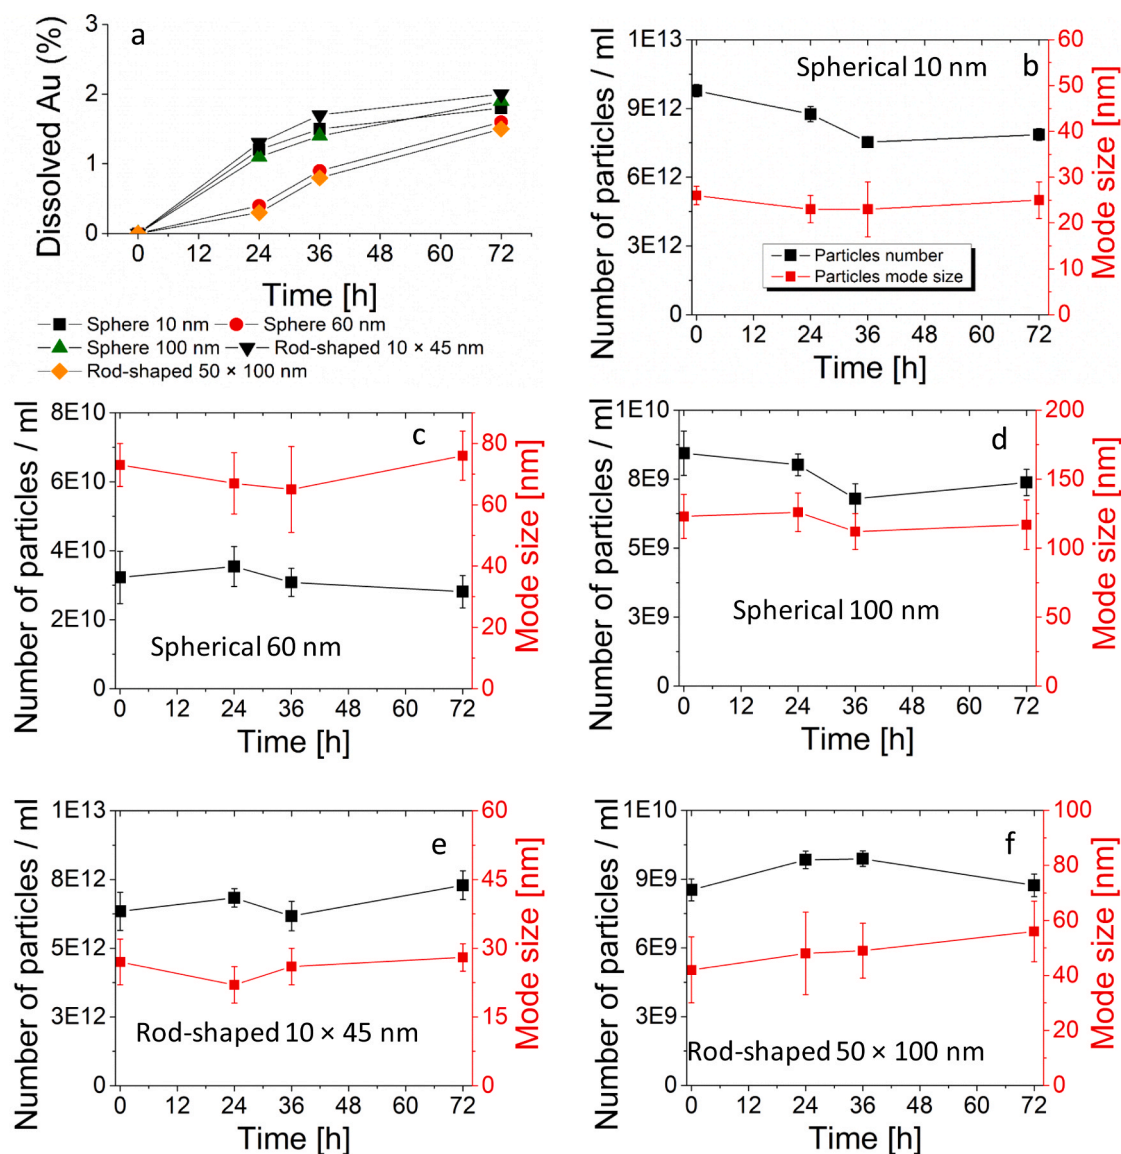 a
Dissolved Au (%)
3
2
1
0
0 12 24 36 48 60 72
Time [h]
Sphere 10 nm Sphere 60 nm
Sphere 100 nm Rod-shaped 10 × 45 nm
Rod-shaped 50 × 100 nm
b
Spherical 10 nm
Number of particles / ml
1E13
9E12
6E12
3E12
0
Mode size [nm]
60
50
40
30
20
10
0
Particles number
Particles mode size
0 12 24 36 48 60 72
Time [h]
c
Number of particles / ml
8E10
6E10
4E10
2E10
0
Mode size [nm]
80
60
40
20
0
Spherical 60 nm
0 12 24 36 48 60 72
Time [h]
d
Number of particles / ml
1E10
8E9
5E9
3E9
0
Mode size [nm]
200
150
100
50
0
Spherical 100 nm
0 12 24 36 48 60 72
Time [h]
e
Number of particles / ml
1E13
8E12
5E12
3E12
0
Mode size [nm]
60
45
30
15
0
Rod-shaped 10 × 45 nm
0 12 24 36 48 60 72
Time [h]
f
Number of particles / ml
1E10
9E9
6E9
3E9
0
Mode size [nm]
100
80
60
40
20
0
Rod-shaped 50 × 100 nm
0 12 24 36 48 60 72
Time [h]